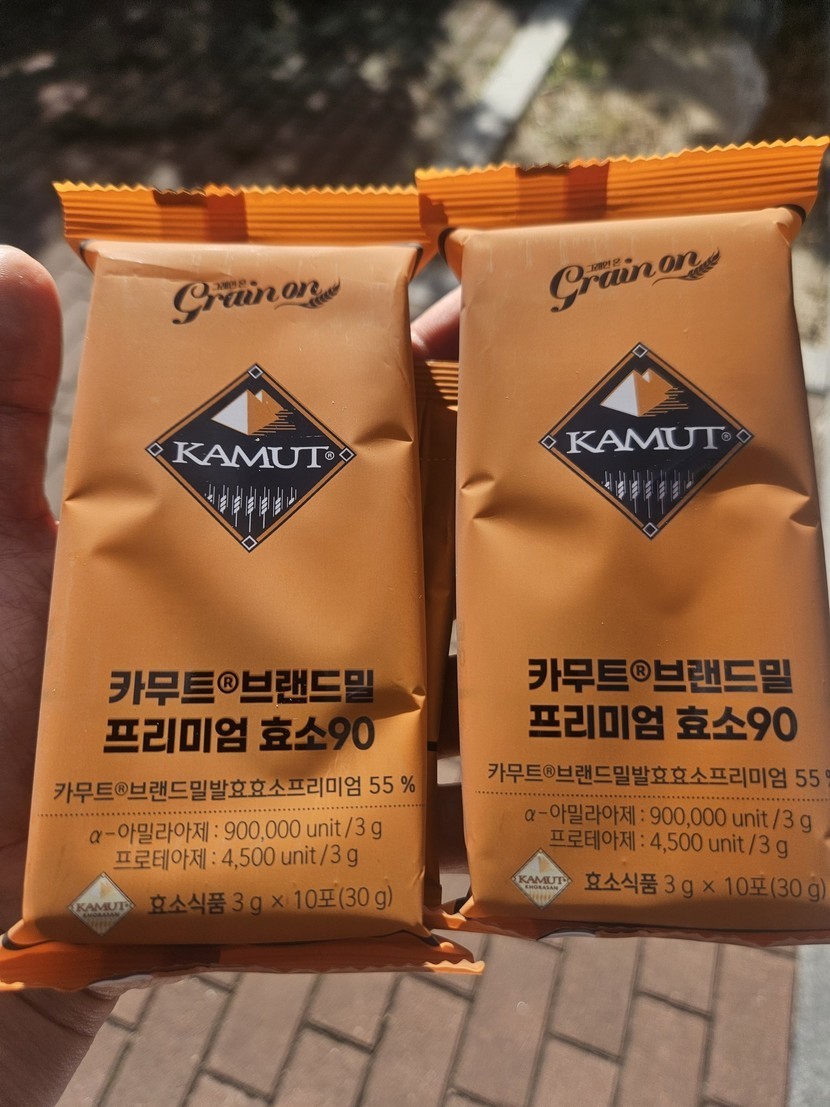 그레인 온
Grain on
KAMUT®
카무트®브랜드밀
프리미엄 효소90
카무트®브랜드밀발효효소프리미엄 55 %
α-아밀라아제 : 900,000 unit/3 g
프로테아제 : 4,500 unit/3 g
KAMUT
KHORASAN
효소식품 3 g × 10포(30 g)
그레인 온
Grain on
KAMUT®
카무트®브랜드밀
프리미엄 효소90
카무트®브랜드밀발효효소프리미엄 55 %
α-아밀라아제 : 900,000 unit/3 g
프로테아제 : 4,500 unit/3 g
KAMUT
KHORASAN
효소식품 3 g × 10포(30 g)